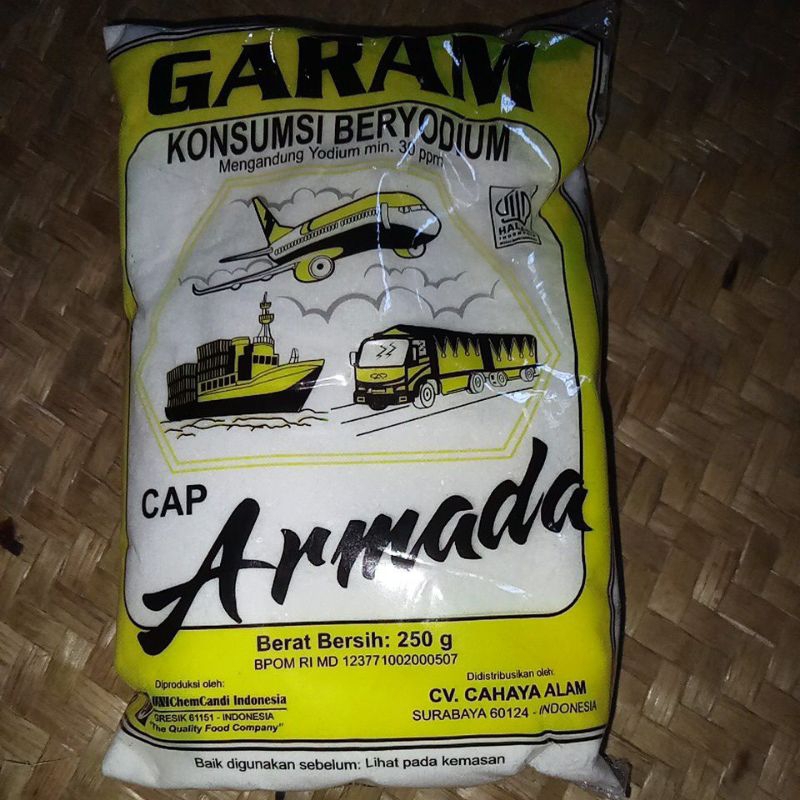 GARAM
KONSUMSI BERYODIUM
Mengandung Yodium min. 30 ppm
HALAL
INDONESIA
CAP
Armada
Berat Bersih: 250 g
BPOM RI MD 123771002000507
Diproduksi oleh:
UNIChemCandi Indonesia
GRESIK 61151 - INDONESIA
"The Quality Food Company"
Didistribusikan oleh:
CV. CAHAYA ALAM
SURABAYA 60124 - INDONESIA
Baik digunakan sebelum: Lihat pada kemasan